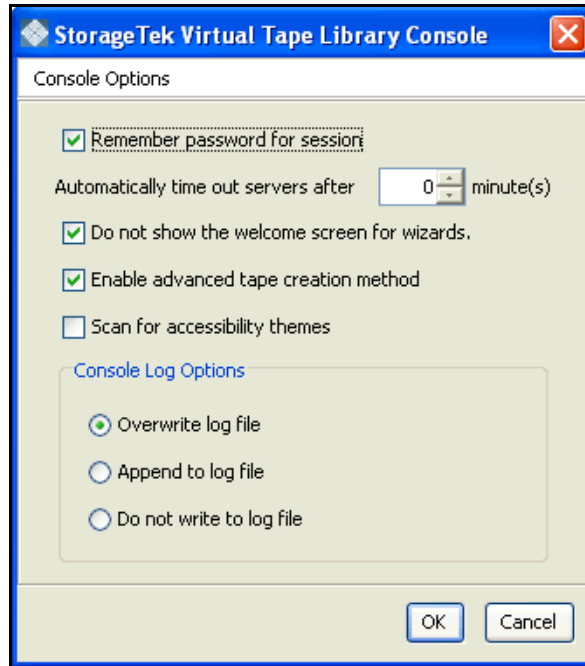 StorageTek Virtual Tape Library Console
Console Options
Remember password for session
Automatically time out servers after 0 minute(s)
Do not show the welcome screen for wizards.
Enable advanced tape creation method
Scan for accessibility themes
Console Log Options
Overwrite log file
Append to log file
Do not write to log file
OK Cancel